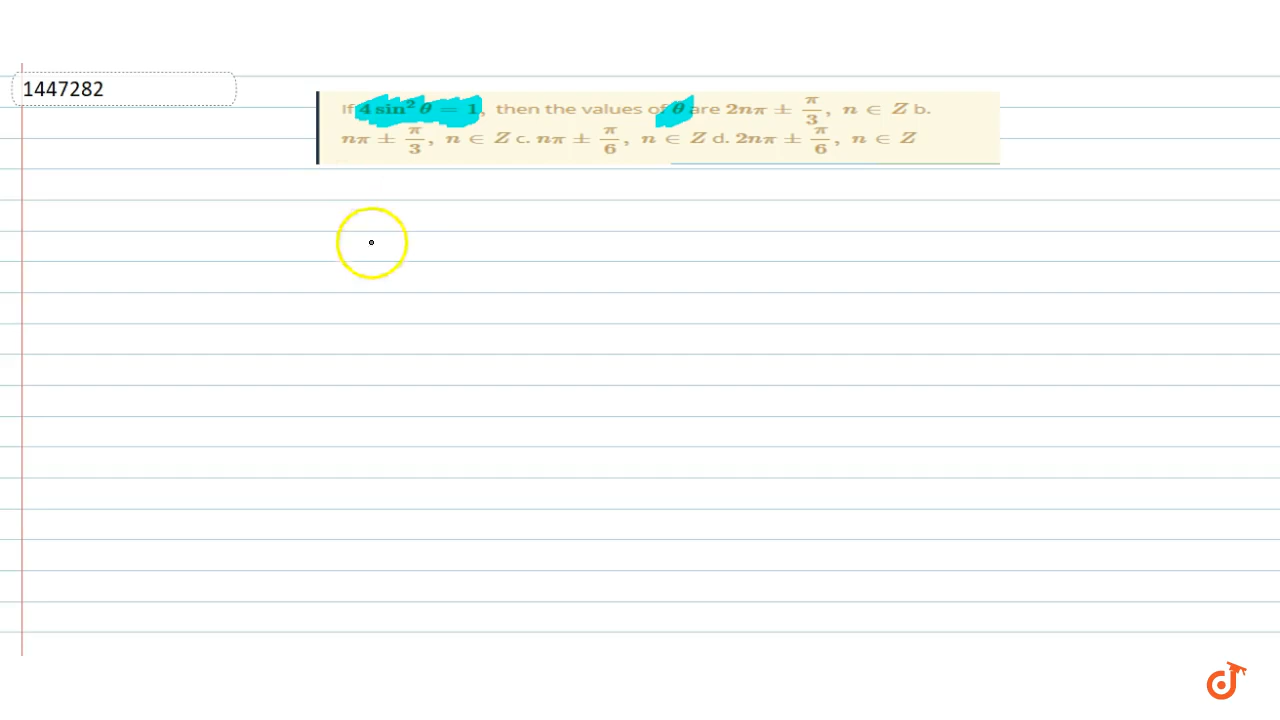 1447282
If 4 sin² θ = 1, then the values of θ are 2nπ ± π/3, n ∈ Z b.
nπ ± π/3, n ∈ Z c. nπ ± π/6, n ∈ Z d. 2nπ ± π/6, n ∈ Z